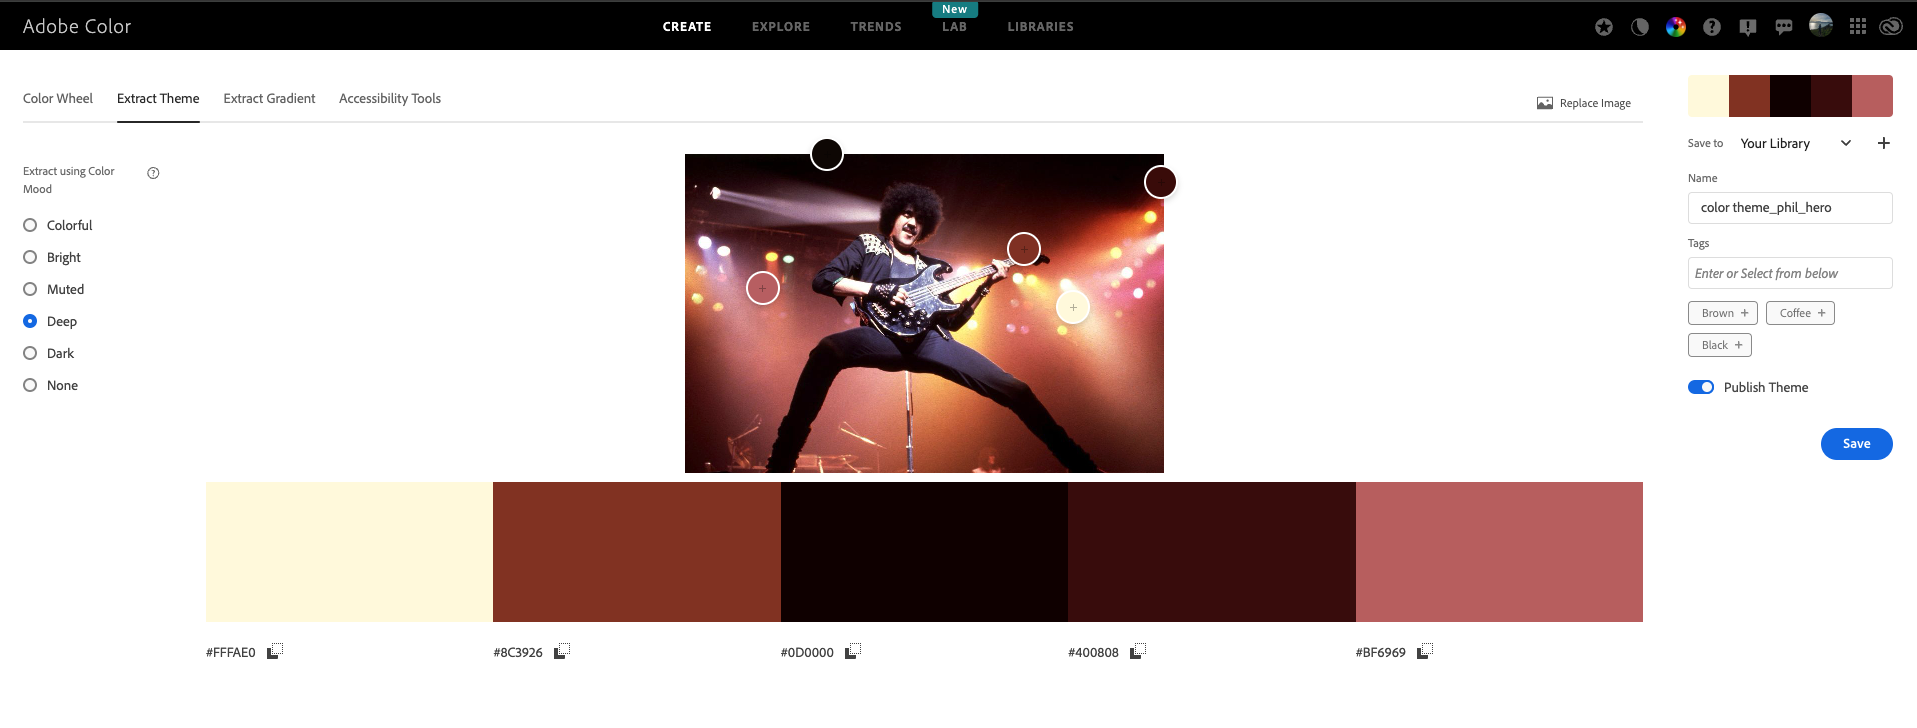 Adobe Color
CREATE
EXPLORE
TRENDS
New
LAB
LIBRARIES
Color Wheel
Extract Theme
Extract Gradient
Accessibility Tools
Replace Image
Extract using Color
Mood
Colorful
Bright
Muted
Deep
Dark
None
Save to Your Library
Name
color theme_phil_hero
Tags
Enter or Select from below
Brown +
Coffee +
Black +
Publish Theme
Save
#FFFAE0
#8C3926
#0D0000
#400808
#BF6969